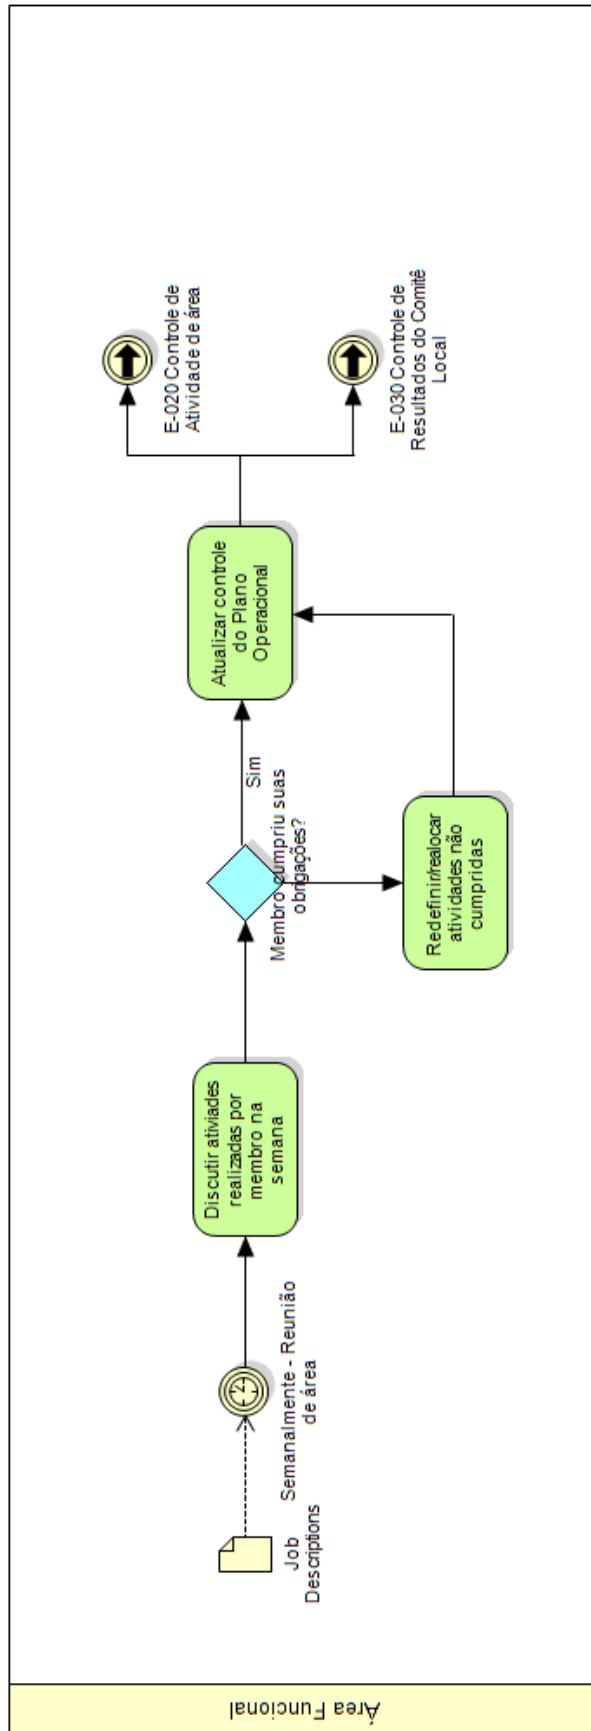 Área Funcional
Job
Descriptions
Semanalmente - Reunião
de área
Discutir ativiades
realizadas por
membro na
semana
Membro cumpriu suas
obrigações?
Sim
Redefinir/realocar
atividades não
cumpridas
Atualizar controle
do Plano
Operacional
E-020 Controle de
Atividade de área
E-030 Controle de
Resultados do Comitê
Local